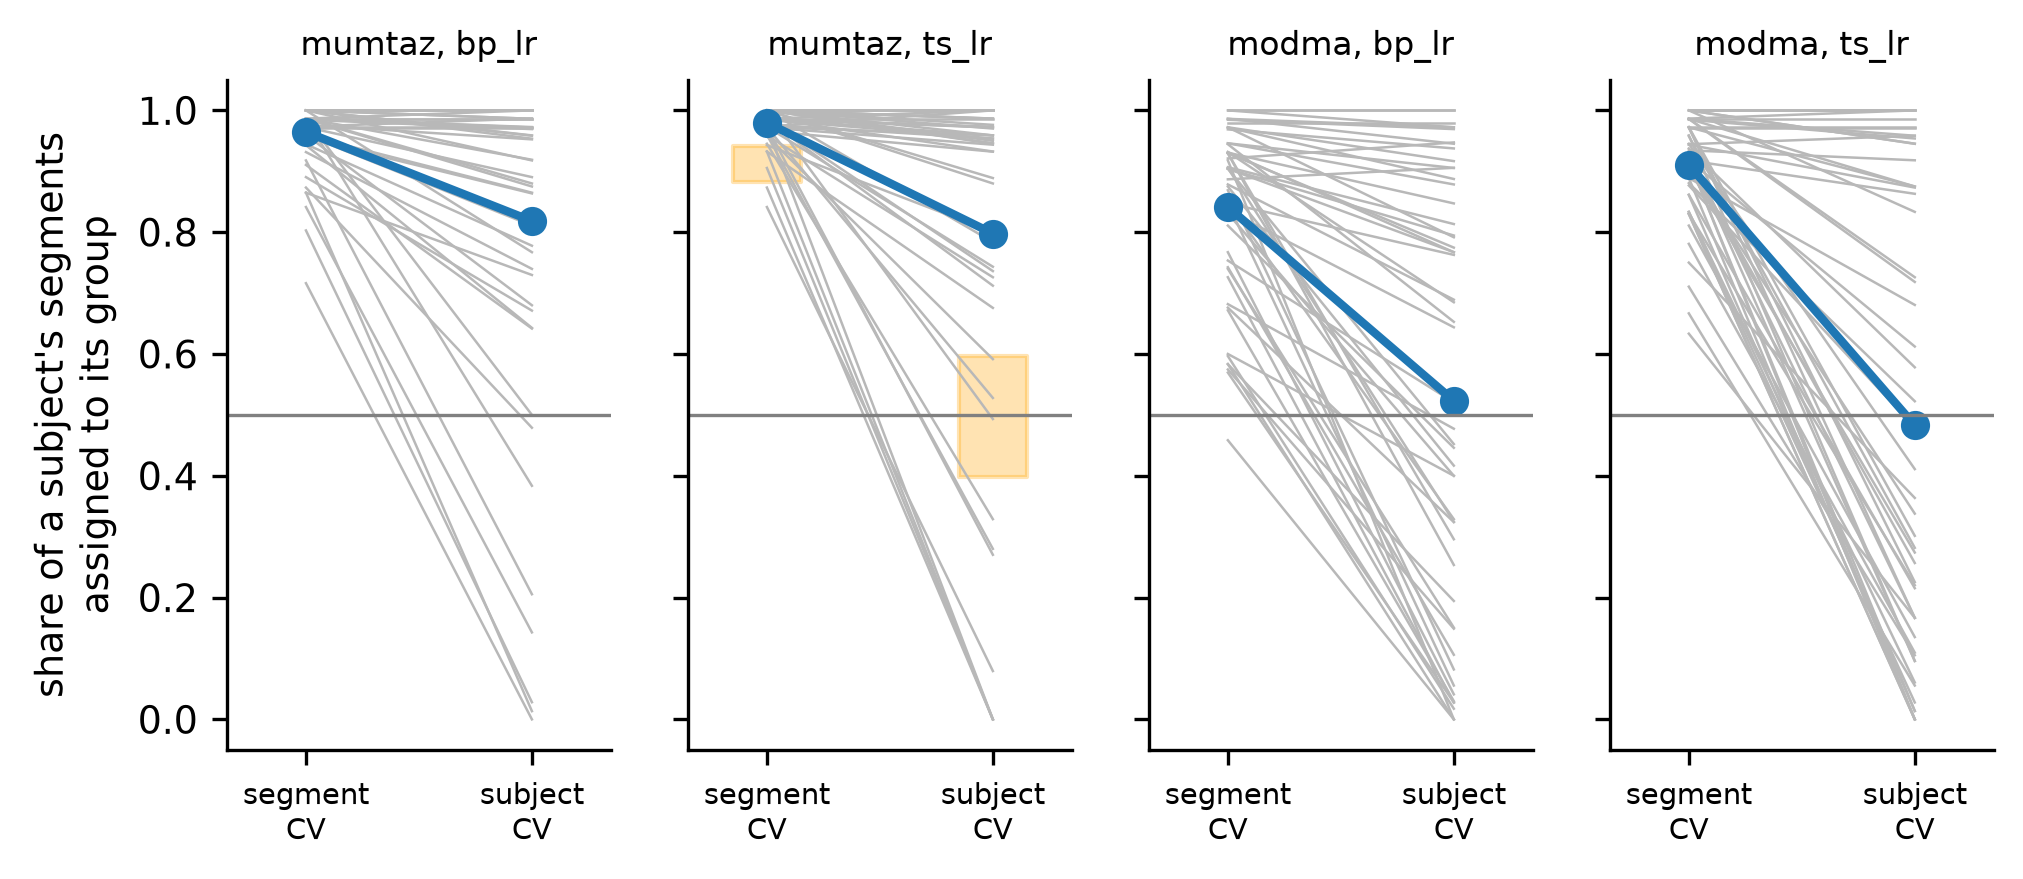 mumtaz, bp_lr
mumtaz, ts_lr
modma, bp_lr
modma, ts_lr
share of a subject's segments
assigned to its group
1.0
0.8
0.6
0.4
0.2
0.0
segment
CV
subject
CV
segment
CV
subject
CV
segment
CV
subject
CV
segment
CV
subject
CV